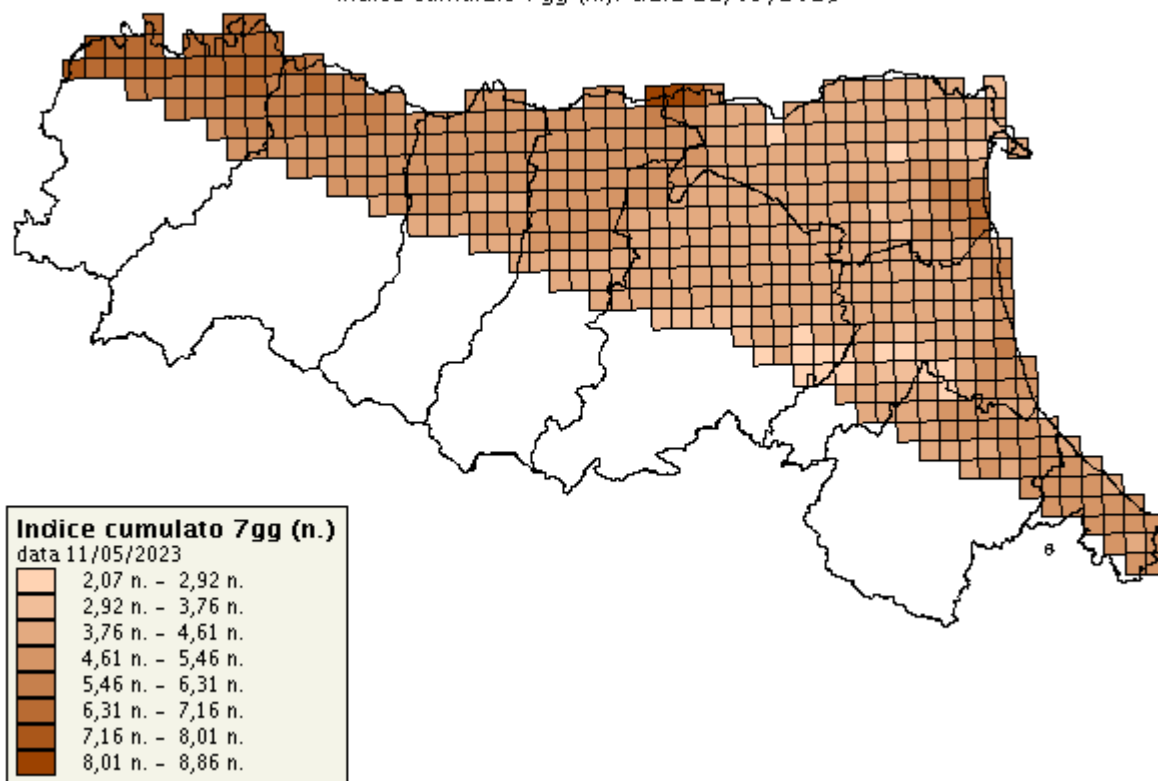 Indice cumulato 7gg (n.)
data 11/05/2023
2,07 n. - 2,92 n.
2,92 n. - 3,76 n.
3,76 n. - 4,61 n.
4,61 n. - 5,46 n.
5,46 n. - 6,31 n.
6,31 n. - 7,16 n.
7,16 n. - 8,01 n.
8,01 n. - 8,86 n.